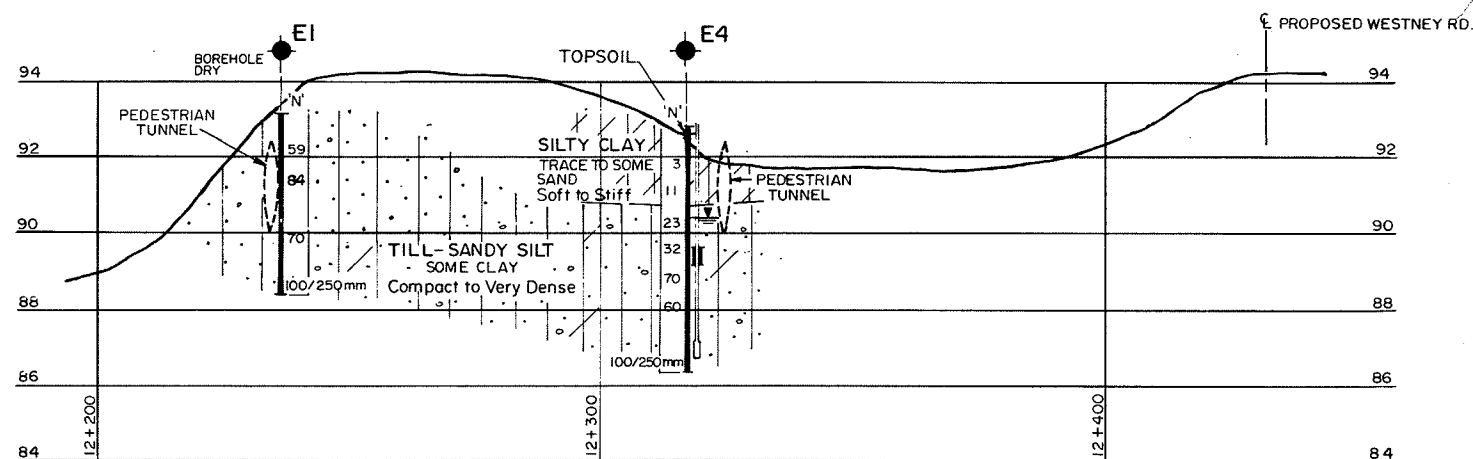 ℄ PROPOSED WESTNEY RD.
E1
E4
BOREHOLE
DRY
TOPSOIL
94
94
'N'
'N'
PEDESTRIAN
TUNNEL
SILTY CLAY
TRACE TO SOME
SAND
Soft to Stiff
PEDESTRIAN
TUNNEL
92
92
59
84
3
11
90
90
70
23
32
TILL-SANDY SILT
SOME CLAY
Compact to Very Dense
100/250mm
70
88
88
60
100/250mm
86
86
12+200
12+300
12+400
84
84